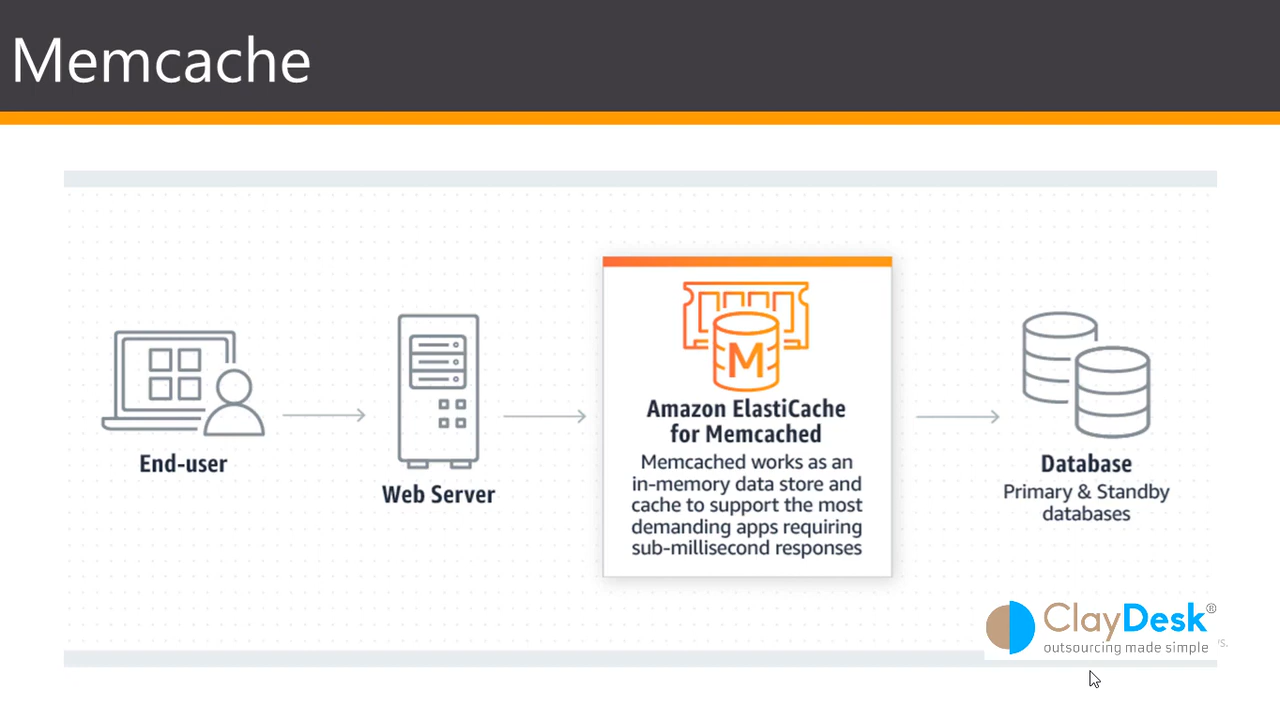 Memcache
End-user
Web Server
M
Amazon ElastiCache
for Memcached
Memcached works as an
in-memory data store and
cache to support the most
demanding apps requiring
sub-millisecond responses
Database
Primary & Standby
databases
ClayDesk®
outsourcing made simple